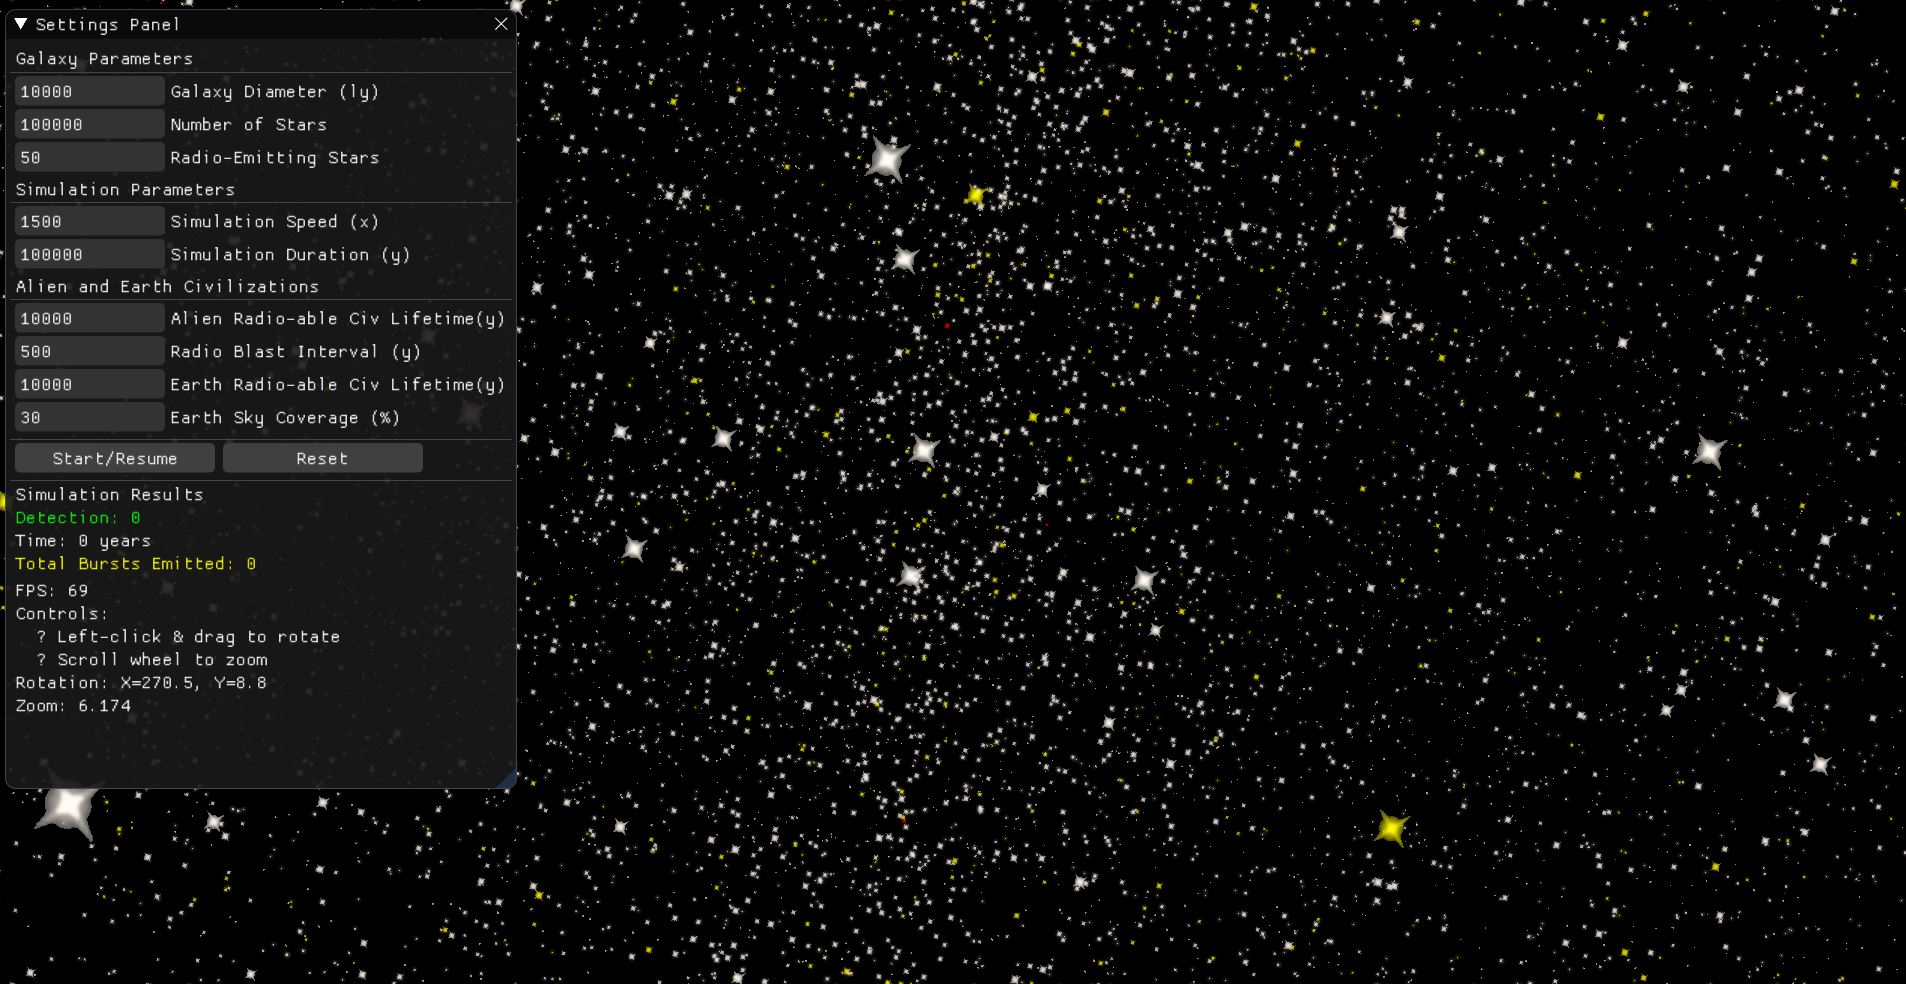 Settings Panel
Galaxy Parameters
10000 Galaxy Diameter (ly)
100000 Number of Stars
50 Radio-Emitting Stars
Simulation Parameters
1500 Simulation Speed (x)
100000 Simulation Duration (y)
Alien and Earth Civilizations
10000 Alien Radio-able Civ Lifetime(y)
500 Radio Blast Interval (y)
10000 Earth Radio-able Civ Lifetime(y)
30 Earth Sky Coverage (%)
Start/Resume Reset
Simulation Results
Detection: 0
Time: 0 years
Total Bursts Emitted: 0
FPS: 69
Controls:
? Left-click & drag to rotate
? Scroll wheel to zoom
Rotation: X=270.5, Y=8.8
Zoom: 6.174